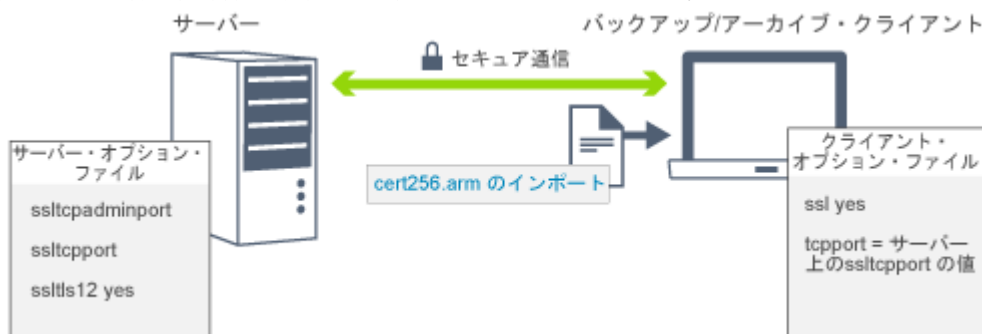 サーバー
バックアップ/アーカイブ・クライアント
セキュア通信
サーバー・オプション・
ファイル
ssltcpadminport
ssltcpport
ssltls12 yes
cert256.arm のインポート
クライアント・
オプション・ファイル
ssl yes
tcpport = サーバー
上のssltcpport の値